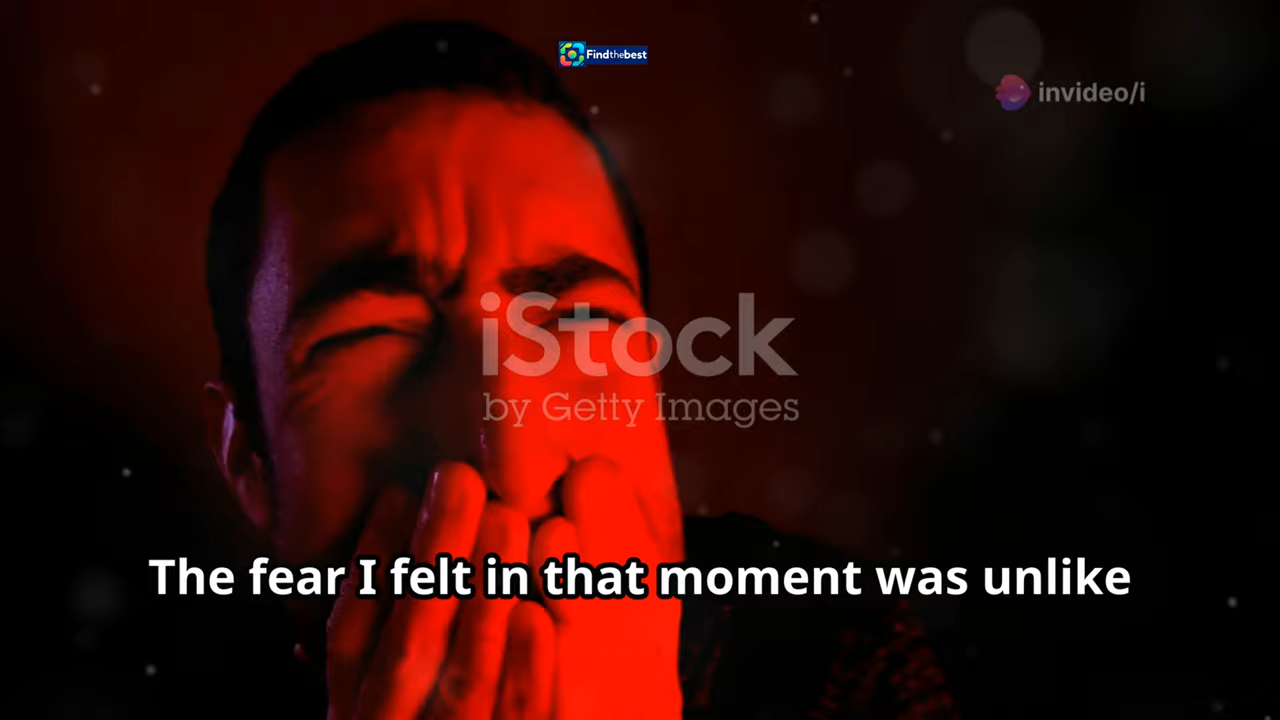 Findthebest
invideo/i
iStock
by Getty Images
The fear I felt in that moment was unlike